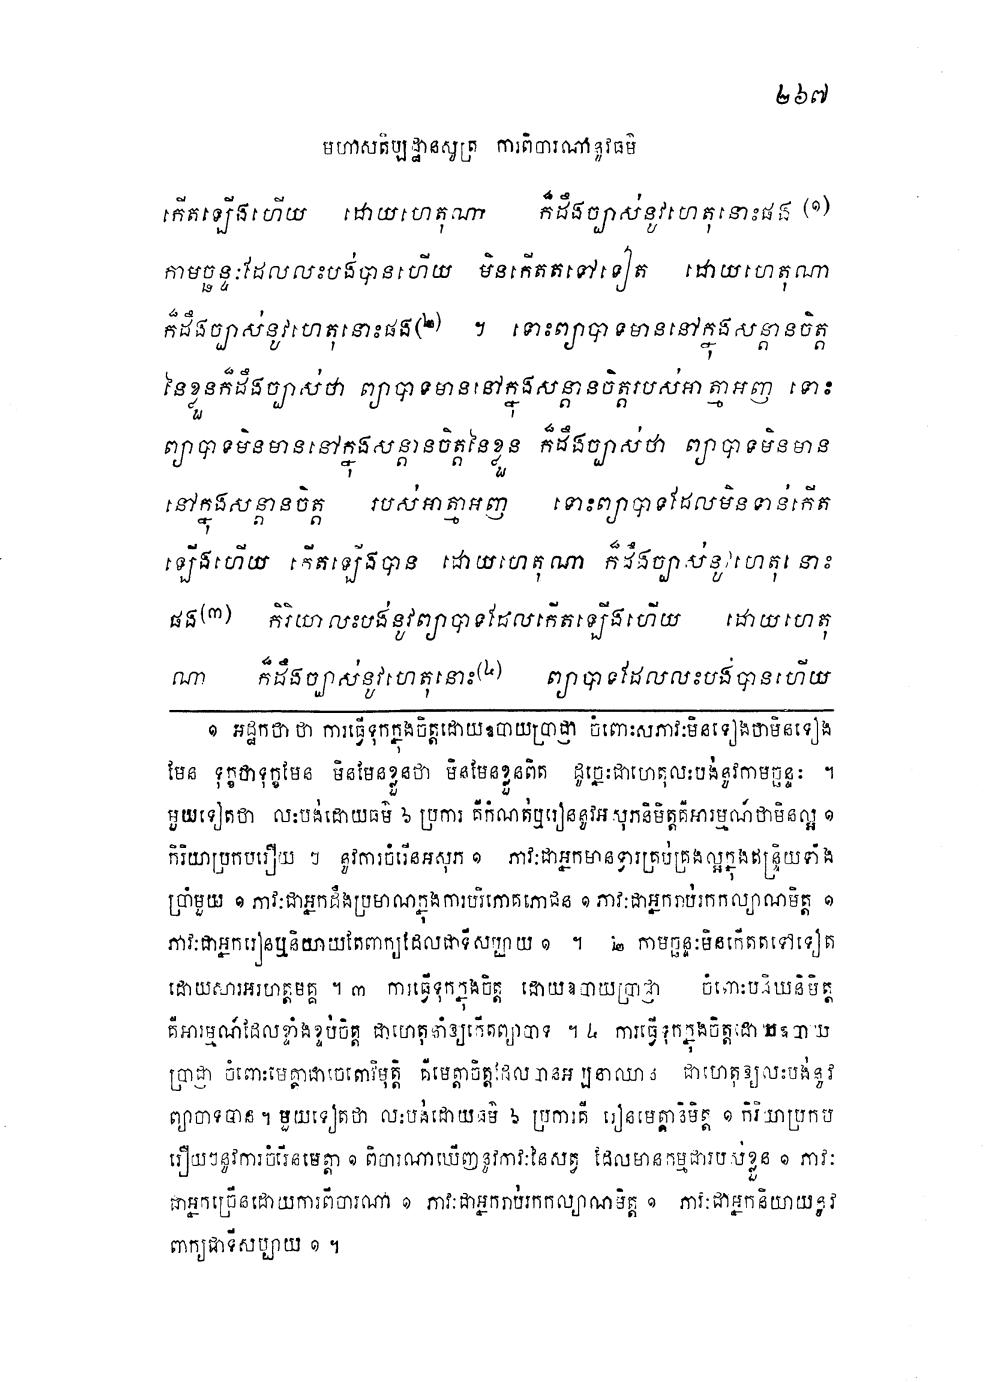 ២៦៧
មហាសតិប្បដ្ឋានសូត្រ ការពិចារណានូវធម៌
កើតឡើងហើយ ដោយហេតុណា ក៏ដឹងច្បាស់នូវហេតុនោះផង (១)
កាមច្ឆន្ទៈដែលលះបង់បានហើយ មិនកើតតទៅទៀត ដោយហេតុណា
ក៏ដឹងច្បាស់នូវហេតុនោះផង(២) ។ ទោះព្យាបាទមាននៅក្នុងសន្តានចិត្ត
នៃខ្លួនក៏ដឹងច្បាស់ថា ព្យាបាទមាននៅក្នុងសន្តានចិត្តរបស់អាត្មាអញ ទោះ
ព្យាបាទមិនមាននៅក្នុងសន្តានចិត្តនៃខ្លួន ក៏ដឹងច្បាស់ថា ព្យាបាទមិនមាន
នៅក្នុងសន្តានចិត្ត របស់អាត្មាអញ ទោះព្យាបាទដែលមិនទាន់កើត
ឡើងហើយ កើតឡើងបាន ដោយហេតុណា ក៏ដឹងច្បាស់នូវហេតុនោះ
ផង(៣) កិរិយាលះបង់នូវព្យាបាទដែលកើតឡើងហើយ ដោយហេតុ
ណា ក៏ដឹងច្បាស់នូវហេតុនោះ(៤) ព្យាបាទដែលលះបង់បានហើយ
១ អដ្ឋកថា ថា ការធ្វើទុកក្នុងចិត្តដោយឧបាយប្រាជ្ញា ចំពោះសភាវៈមិនទៀងថាមិនទៀង
មែន ទុក្ខថាទុក្ខមែន មិនមែនខ្លួនថា មិនមែនខ្លួនពិត ដូច្នេះជាហេតុលះបង់នូវកាមច្ឆន្ទៈ ។
មួយទៀតថា លះបង់ដោយធម៌ ៦ ប្រការ គឺកំណត់ឬរៀននូវអសុភនិមិត្តគឺអារម្មណ៍ថាមិនល្អ ១
កិរិយាប្រកបរឿយ ៗ នូវការចំរើនអសុភ ១ ភាវៈជាអ្នកមានទ្វារគ្រប់គ្រងល្អក្នុងឥន្ទ្រិយទាំង
ប្រាំមួយ ១ ភាវៈជាអ្នកដឹងប្រមាណក្នុងការបរិភោគភោជន ១ ភាវៈជាអ្នករាប់រកកល្យាណមិត្ត ១
ភាវៈជាអ្នករៀនឬនិយាយតែពាក្យដែលជាទីសប្បាយ ១ ។ ២ កាមច្ឆន្ទៈមិនកើតតទៅទៀត
ដោយសារអរហត្តមគ្គ ។ ៣ ការធ្វើទុកក្នុងចិត្ត ដោយឧបាយប្រាជ្ញា ចំពោះបដិឃនិមិត្ត
គឺអារម្មណ៍ដែលខ្ទាំងខ្ទប់ចិត្ត ជាហេតុនាំឲ្យកើតព្យាបាទ ។ ៤ ការធ្វើទុកក្នុងចិត្តដោយឧបាយ
ប្រាជ្ញា ចំពោះមេត្តាជាចេតោវិមុត្តិ គឺមេត្តាចិត្តដែលបានអប្បនាឈាន ជាហេតុឲ្យលះបង់នូវ
ព្យាបាទបាន ។ មួយទៀតថា លះបង់ដោយធម៌ ៦ ប្រការគឺ រៀនមេត្តានិមិត្ត ១ កិរិយាប្រកប
រឿយៗនូវការចំរើនមេត្តា ១ ពិចារណាឃើញនូវភាវៈនៃសត្វ ដែលមានកម្មជារបស់ខ្លួន ១ ភាវៈ
ជាអ្នកច្រើនដោយការពិចារណា ១ ភាវៈជាអ្នករាប់រកកល្យាណមិត្ត ១ ភាវៈជាអ្នកនិយាយនូវ
ពាក្យជាទីសប្បាយ ១ ។